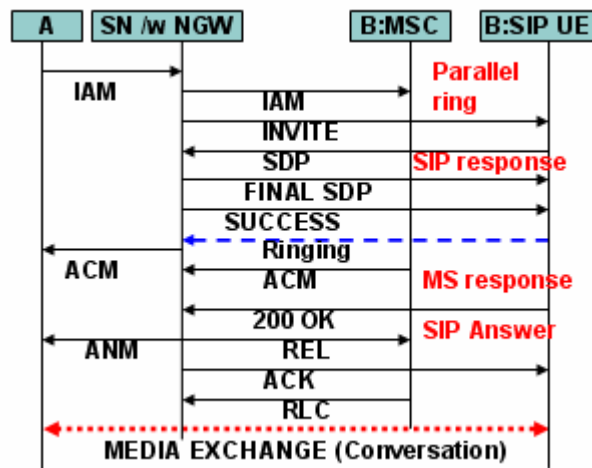 A
SN /w NGW
B:MSC
B:SIP UE
IAM
Parallel
ring
IAM
INVITE
SDP
SIP response
FINAL SDP
SUCCESS
Ringing
ACM
ACM
MS response
200 OK
SIP Answer
ANM
REL
ACK
RLC
MEDIA EXCHANGE (Conversation)